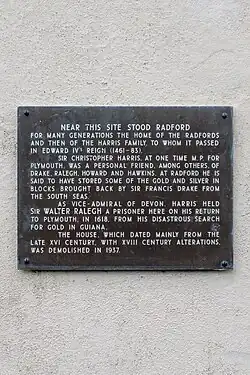 NEAR THIS SITE STOOD RADFORD
FOR MANY GENERATIONS THE HOME OF THE RADFORDS
AND THEN OF THE HARRIS FAMILY, TO WHOM IT PASSED
IN EDWARD IV'S REIGN (1461-83).
SIR CHRISTOPHER HARRIS, AT ONE TIME M.P. FOR
PLYMOUTH, WAS A PERSONAL FRIEND, AMONG OTHERS, OF
DRAKE, RALEGH, HOWARD AND HAWKINS. AT RADFORD HE IS
SAID TO HAVE STORED SOME OF THE GOLD AND SILVER IN
BLOCKS BROUGHT BACK BY SIR FRANCIS DRAKE FROM
THE SOUTH SEAS.
AS VICE-ADMIRAL OF DEVON, HARRIS HELD
SIR WALTER RALEGH A PRISONER HERE ON HIS RETURN
TO PLYMOUTH, IN 1618, FROM HIS DISASTROUS SEARCH
FOR GOLD IN GUIANA.
THE HOUSE, WHICH DATED MAINLY FROM THE
LATE XVI CENTURY, WITH XVIII CENTURY ALTERATIONS,
WAS DEMOLISHED IN 1937.